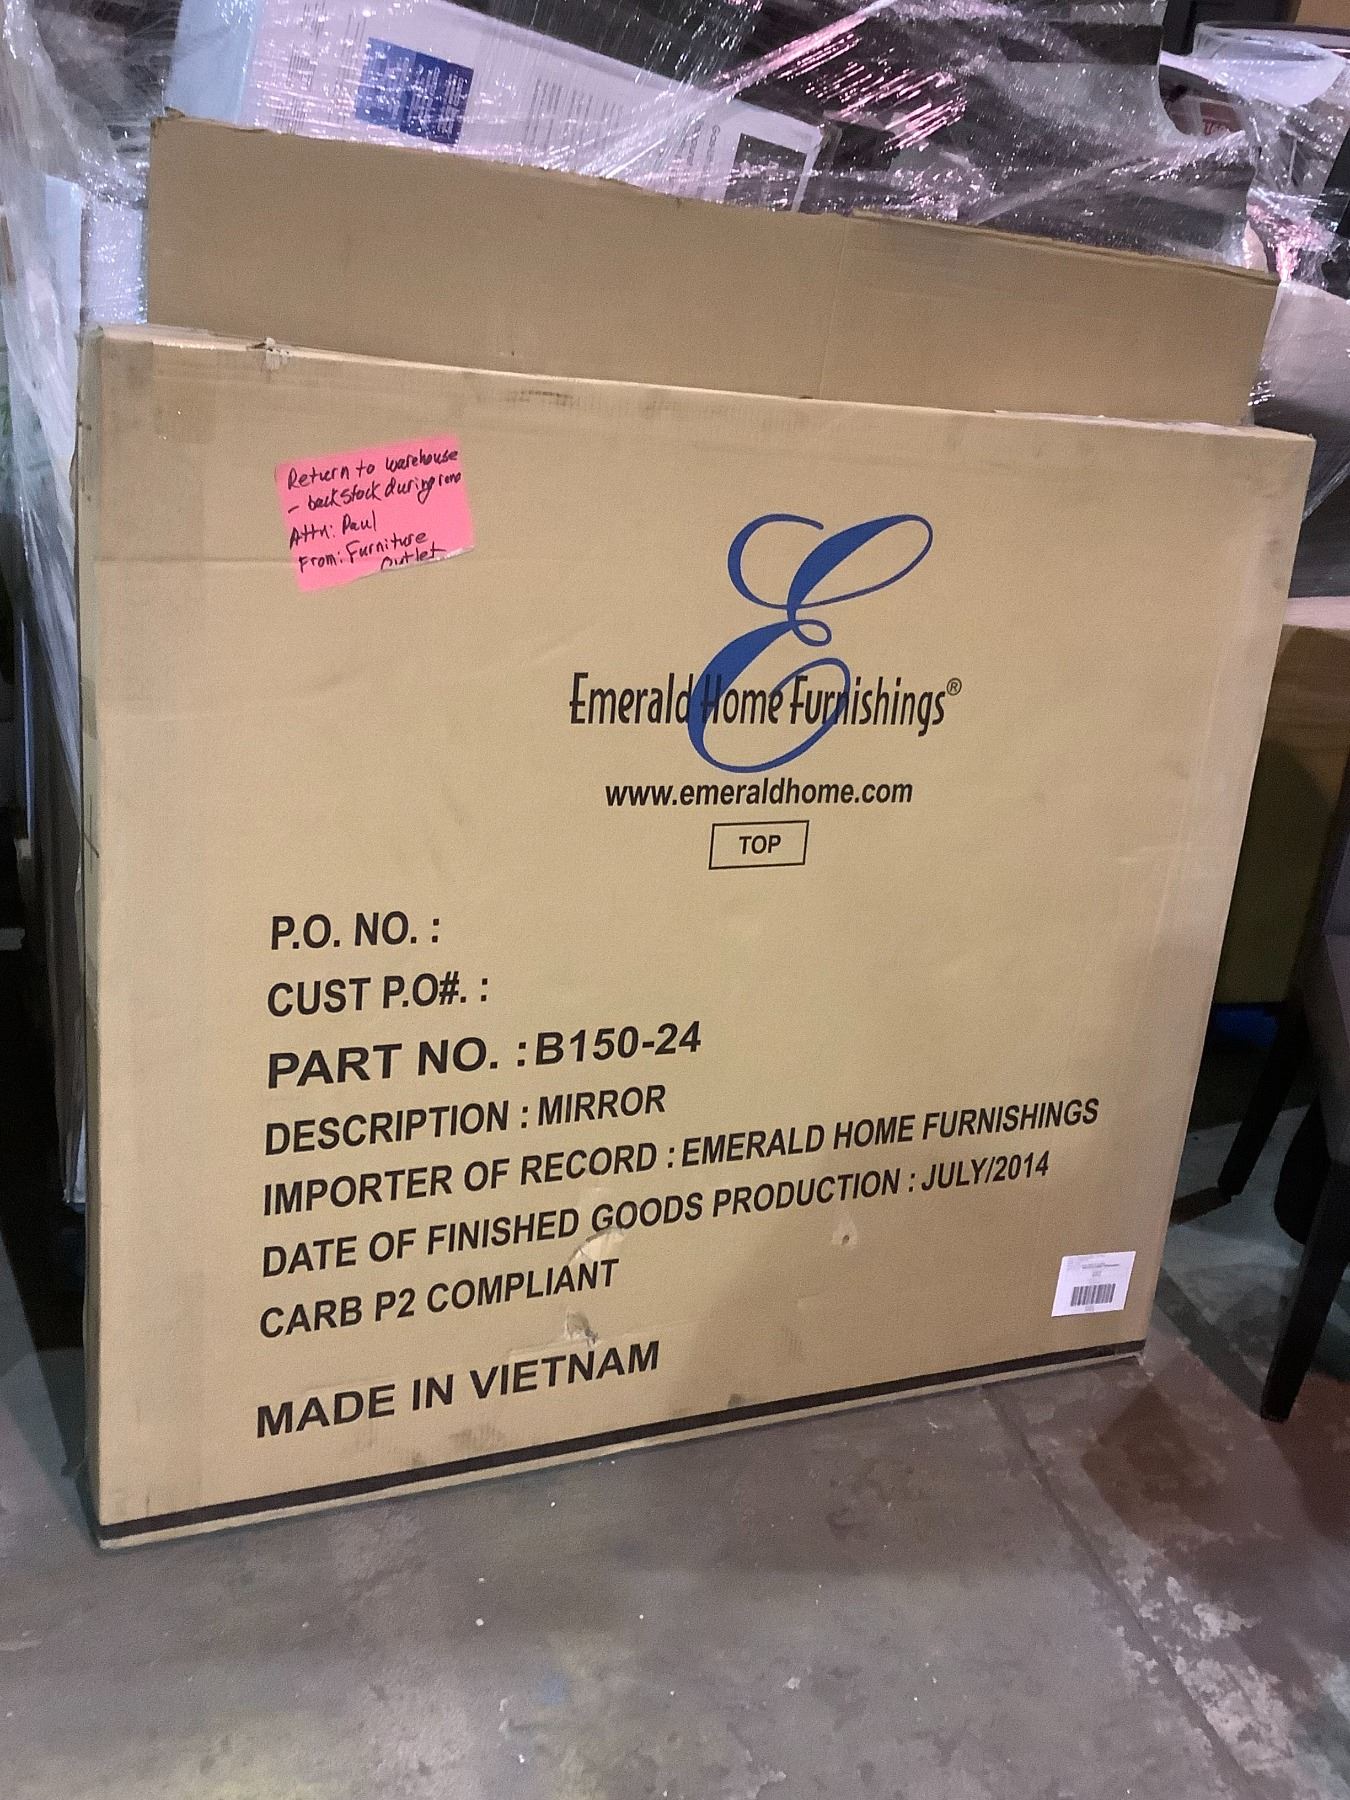 Return to warehouse
- backstock during reno
Attn: Paul
From: Furniture
Outlet
Emerald Home Furnishings®
www.emeraldhome.com
TOP
P.O. NO. :
CUST P.O#. :
PART NO. : B150-24
DESCRIPTION : MIRROR
IMPORTER OF RECORD : EMERALD HOME FURNISHINGS
DATE OF FINISHED GOODS PRODUCTION : JULY/2014
CARB P2 COMPLIANT
MADE IN VIETNAM